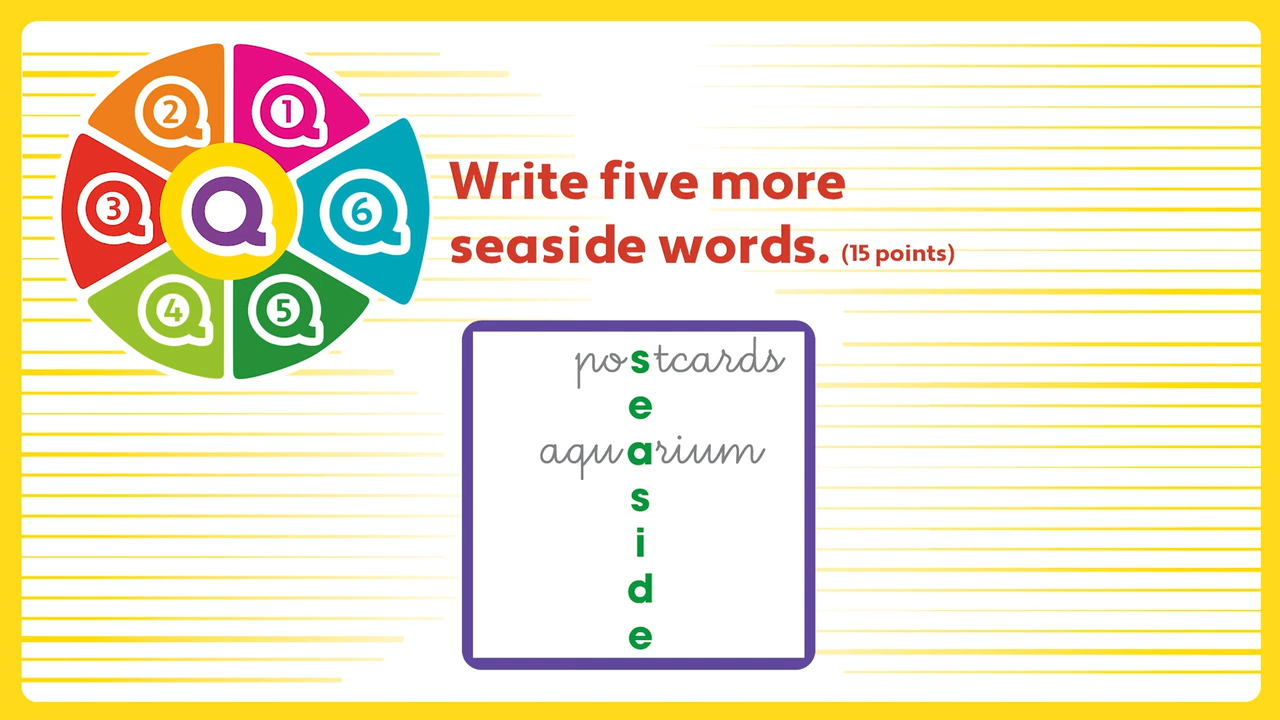 2
1
3
Q
6
4
5
Write five more
seaside words. (15 points)
postcards
e
aquarium
s
i
d
e